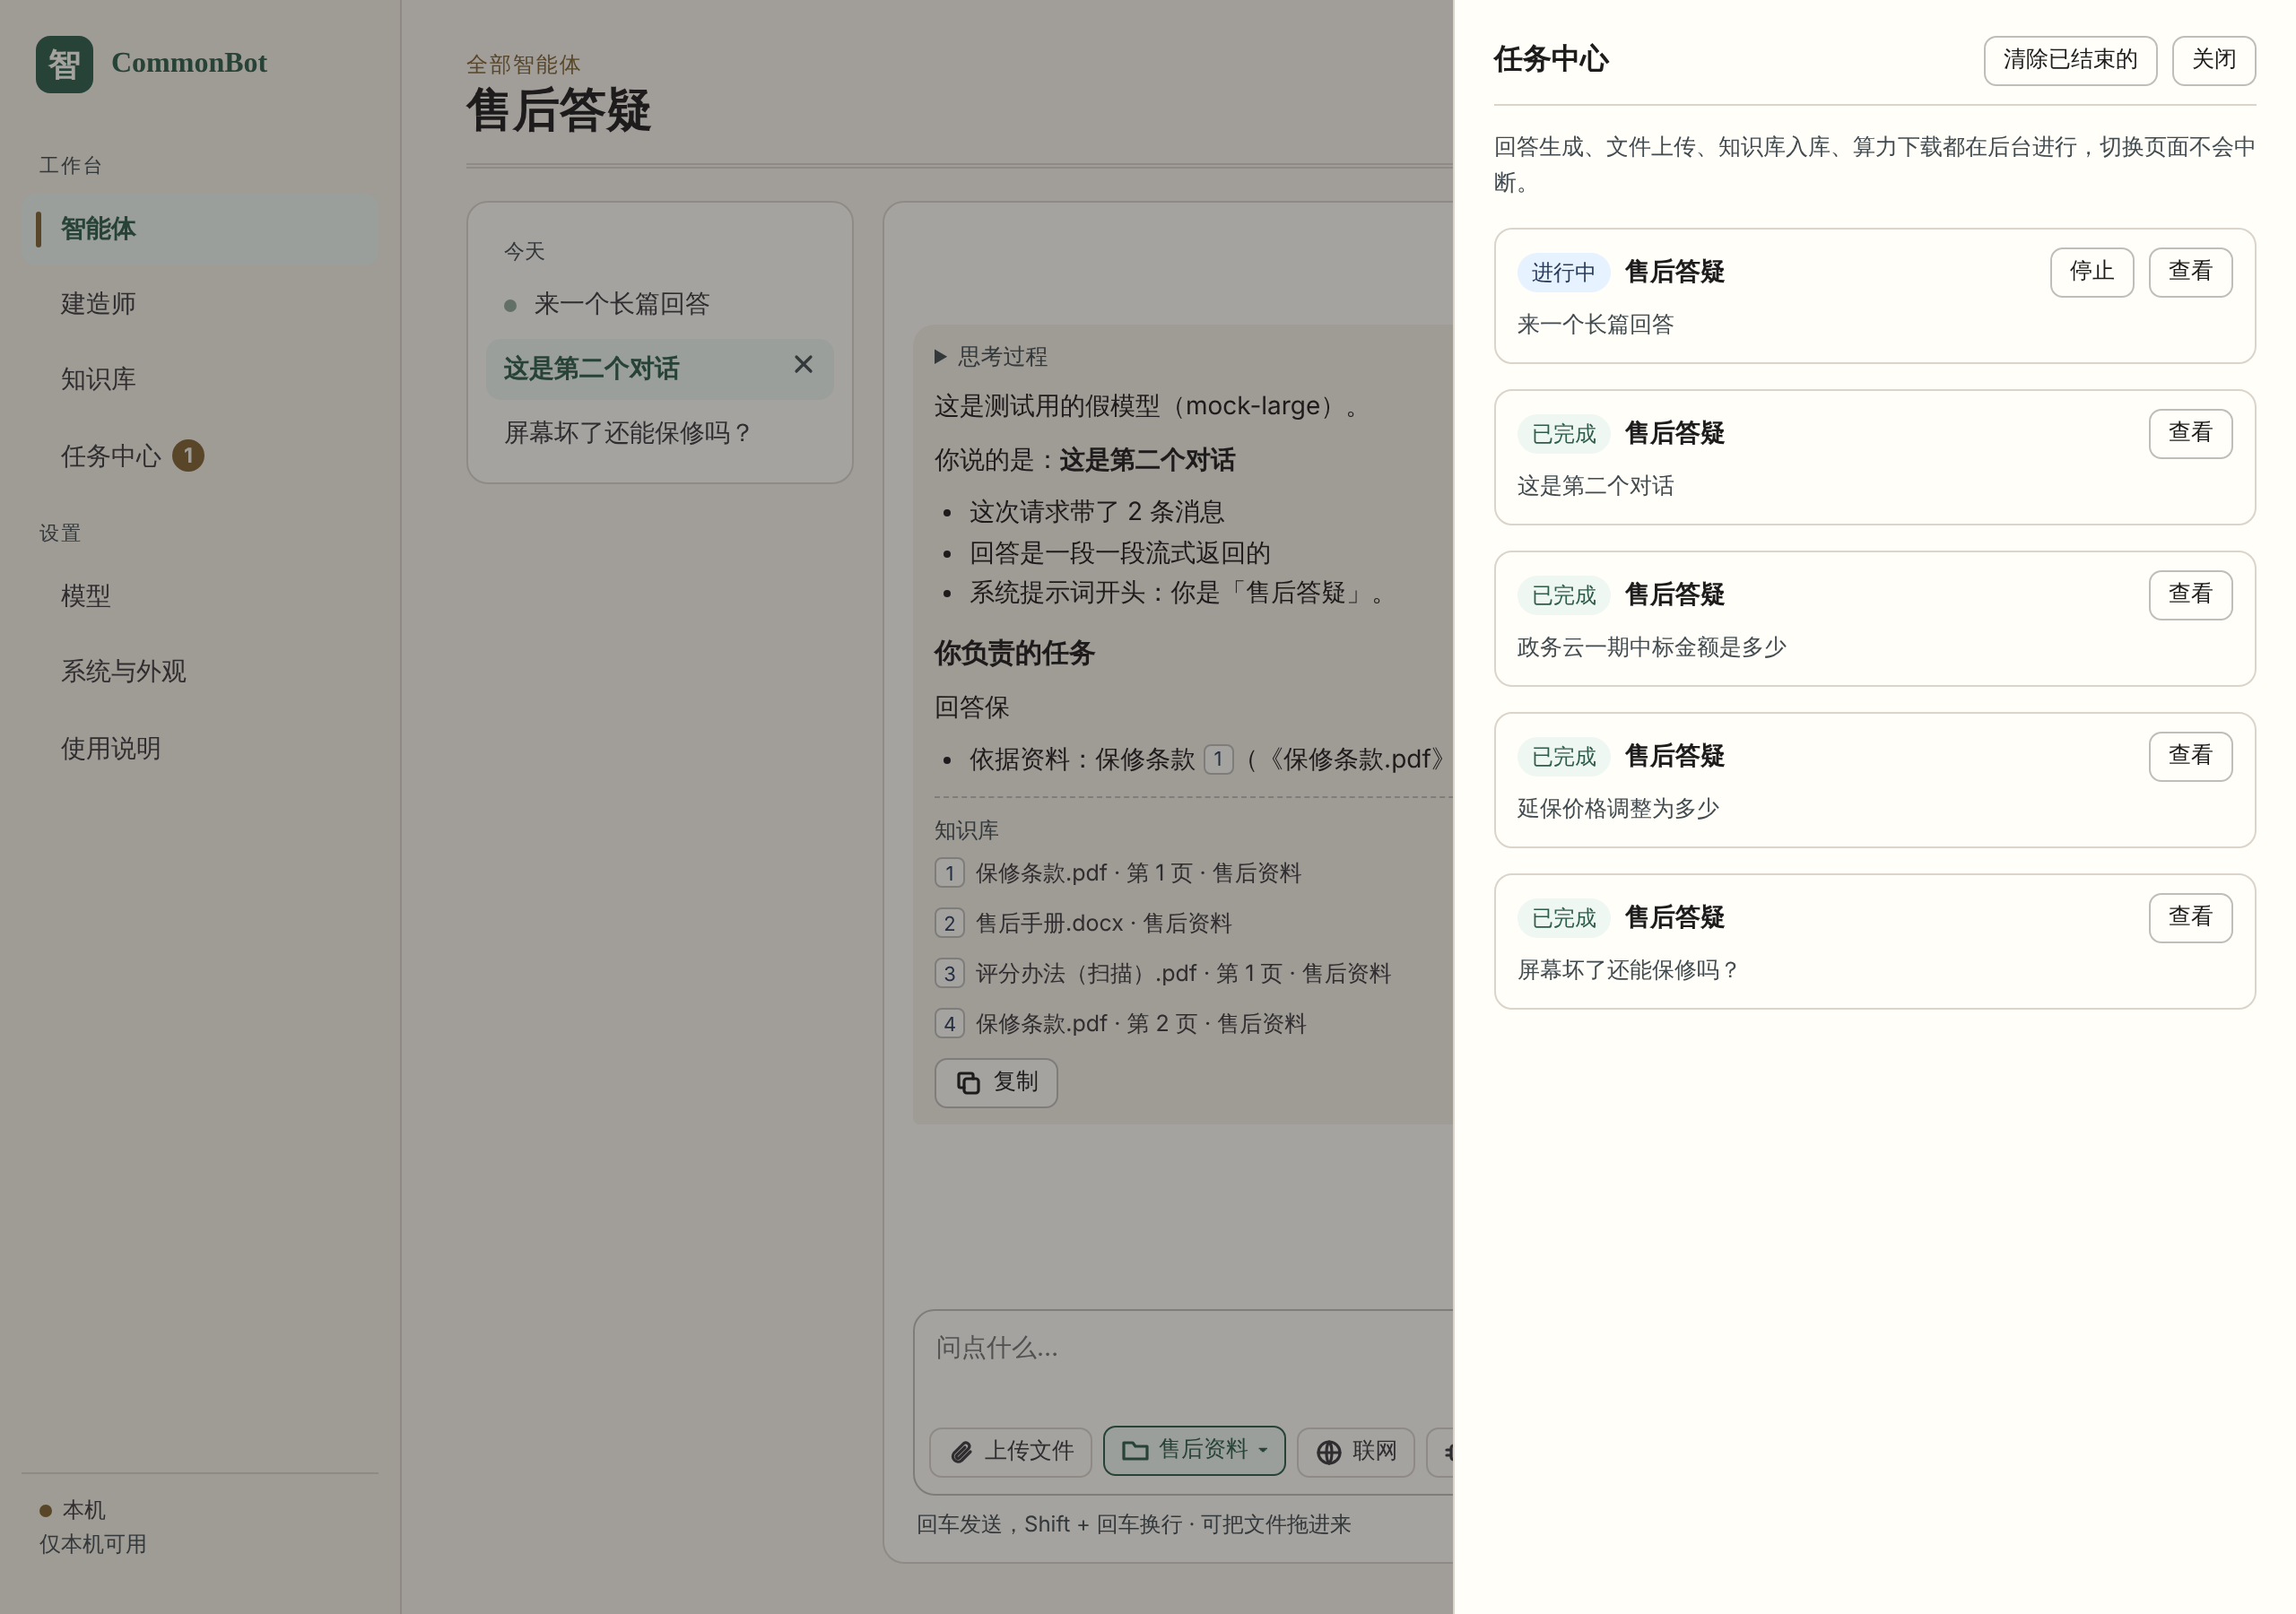 智 CommonBot
工作台
智能体
建造师
知识库
任务中心 1
设置
模型
系统与外观
使用说明
本机
仅本机可用
全部智能体
售后答疑
今天
来一个长篇回答
这是第二个对话
屏幕坏了还能保修吗？
思考过程
这是测试用的假模型（mock-large）。
你说的是：这是第二个对话
这次请求带了 2 条消息
回答是一段一段流式返回的
系统提示词开头：你是「售后答疑」。
你负责的任务
回答保
依据资料：保修条款 1（《保修条款.pdf》
知识库
1 保修条款.pdf · 第 1 页 · 售后资料
2 售后手册.docx · 售后资料
3 评分办法（扫描）.pdf · 第 1 页 · 售后资料
4 保修条款.pdf · 第 2 页 · 售后资料
复制
问点什么...
上传文件 售后资料 联网
回车发送，Shift + 回车换行 · 可把文件拖进来
任务中心 清除已结束的 关闭
回答生成、文件上传、知识库入库、算力下载都在后台进行，切换页面不会中
断。
进行中 售后答疑 停止 查看
来一个长篇回答
已完成 售后答疑 查看
这是第二个对话
已完成 售后答疑 查看
政务云一期中标金额是多少
已完成 售后答疑 查看
延保价格调整为多少
已完成 售后答疑 查看
屏幕坏了还能保修吗？